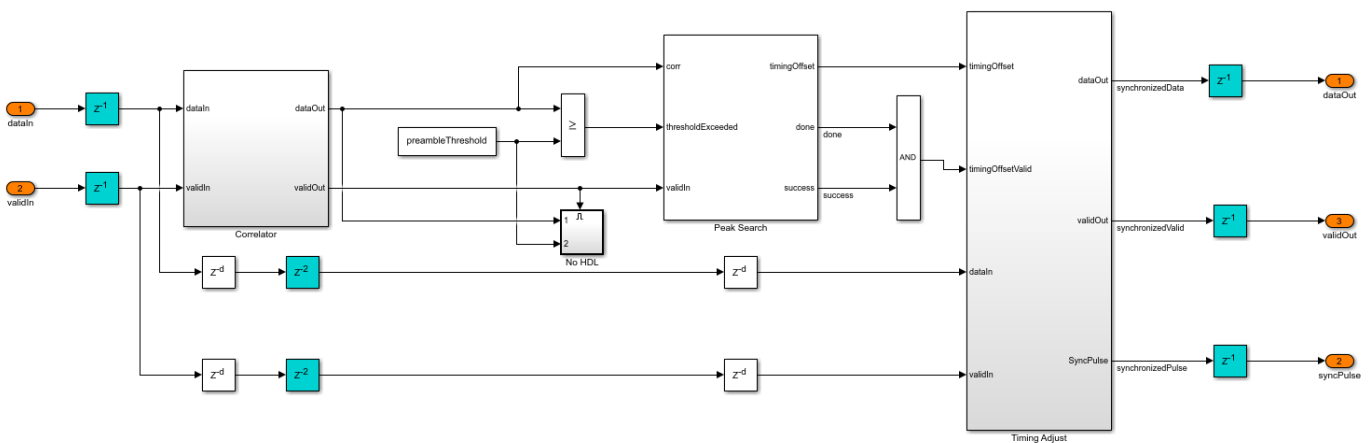 1
dataIn
z-1
2
validIn
z-1
dataIn
dataOut
validIn
validOut
Correlator
preambleThreshold
>=
1
2
No HDL
corr
timingOffset
thresholdExceeded
done
validIn
success
Peak Search
done
success
AND
z-d
z-2
z-d
z-d
z-2
z-d
timingOffset
dataOut
timingOffsetValid
validOut
dataIn
SyncPulse
validIn
Timing Adjust
synchronizedData
z-1
1
dataOut
synchronizedValid
z-1
3
validOut
synchronizedPulse
z-1
2
syncPulse